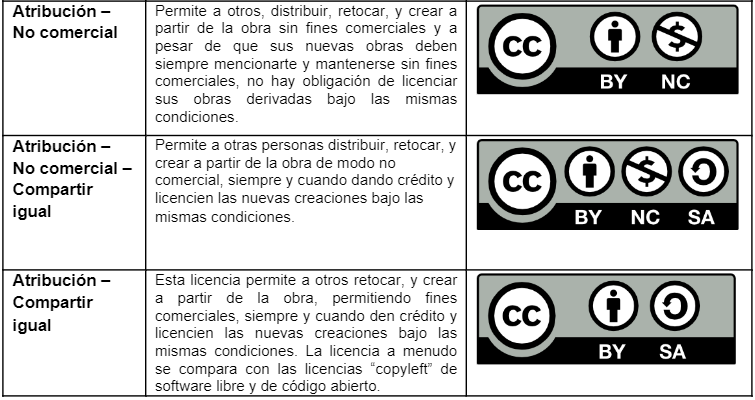 Atribución –
No comercial
Permite a otros, distribuir, retocar, y crear a
partir de la obra sin fines comerciales y a
pesar de que sus nuevas obras deben
siempre mencionarte y mantenerse sin fines
comerciales, no hay obligación de licenciar
sus obras derivadas bajo las mismas
condiciones.
CC
BY NC
Atribución –
No comercial –
Compartir
igual
Permite a otras personas distribuir, retocar, y
crear a partir de la obra de modo no
comercial, siempre y cuando dando crédito y
licencien las nuevas creaciones bajo las
mismas condiciones.
CC
BY NC SA
Atribución –
Compartir
igual
Esta licencia permite a otros retocar, y crear
a partir de la obra, permitiendo fines
comerciales, siempre y cuando den crédito y
licencien las nuevas creaciones bajo las
mismas condiciones. La licencia a menudo
se compara con las licencias “copyleft” de
software libre y de código abierto.
CC
BY SA